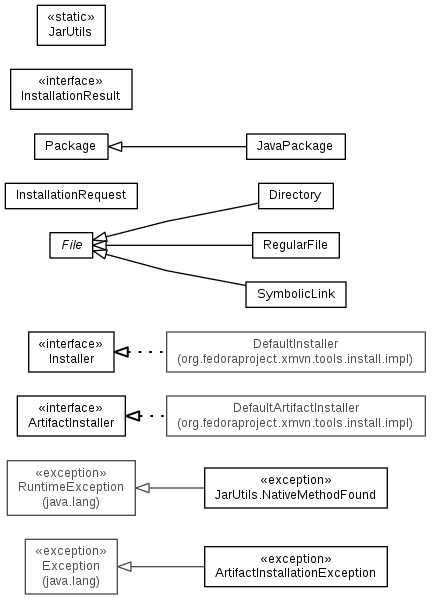 «static»
JarUtils
«interface»
InstallationResult
Package
JavaPackage
InstallationRequest
Directory
File
RegularFile
SymbolicLink
«interface»
Installer
DefaultInstaller
(org.fedoraproject.xmvn.tools.install.impl)
«interface»
ArtifactInstaller
DefaultArtifactInstaller
(org.fedoraproject.xmvn.tools.install.impl)
«exception»
RuntimeException
(java.lang)
«exception»
JarUtils.NativeMethodFound
«exception»
Exception
(java.lang)
«exception»
ArtifactInstallationException